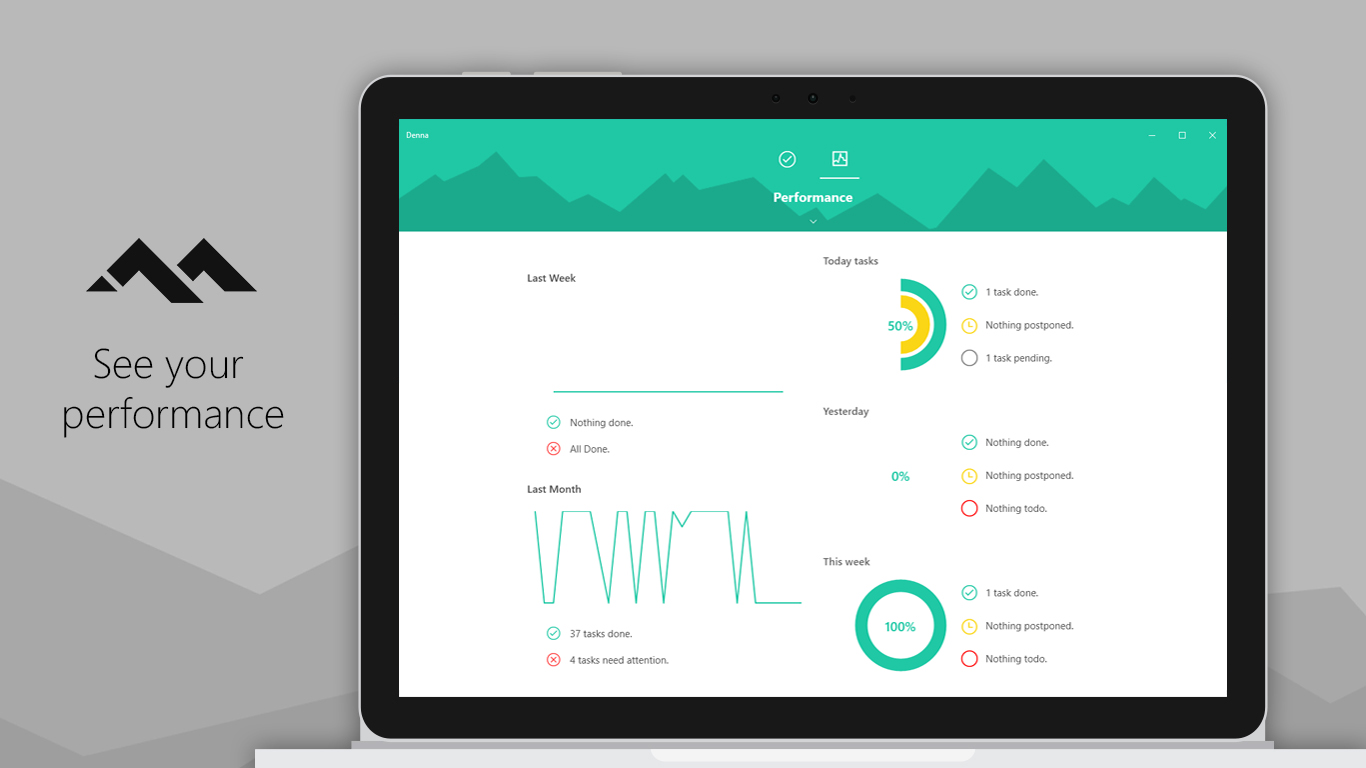 See your
performance
Denna
Performance
Last Week
Nothing done.
All Done.
Last Month
37 tasks done.
4 tasks need attention.
Today tasks
50%
1 task done.
Nothing postponed.
1 task pending.
Yesterday
0%
Nothing done.
Nothing postponed.
Nothing todo.
This week
100%
1 task done.
Nothing postponed.
Nothing todo.